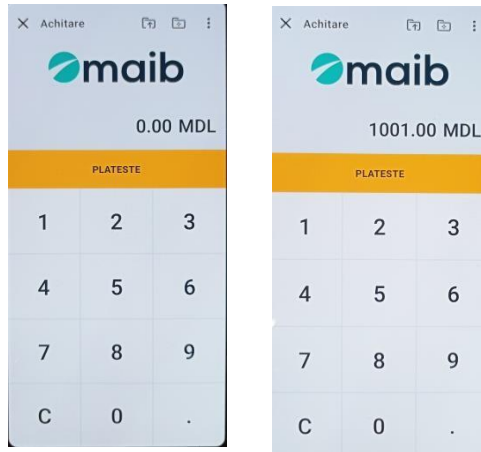 Achitare
maib
0.00 MDL
PLATESTE
1 2 3
4 5 6
7 8 9
C 0 .
Achitare
maib
1001.00 MDL
PLATESTE
1 2 3
4 5 6
7 8 9
C 0 .